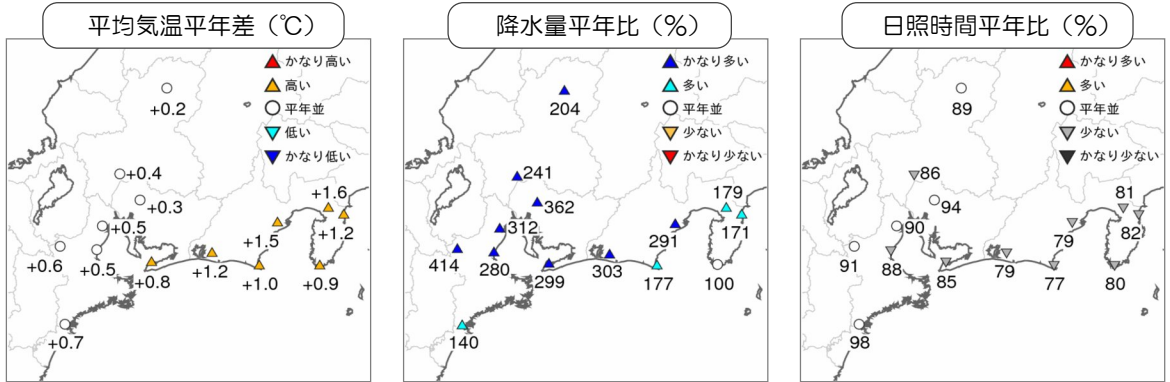 平均気温平年差(℃)
かなり高い
高い
平年並
低い
かなり低い
+0.2
+0.4
+0.3
+0.5
+0.6
+0.5
+0.8
+1.2
+1.5
+1.0
+1.6
+1.2
+0.9
+0.7
降水量平年比(%)
かなり多い
多い
平年並
少ない
かなり少ない
204
241
362
312
414
280
299
303
291
177
179
171
100
140
日照時間平年比(%)
かなり多い
多い
平年並
少ない
かなり少ない
89
86
94
90
91
88
85
79
79
77
81
82
80
98